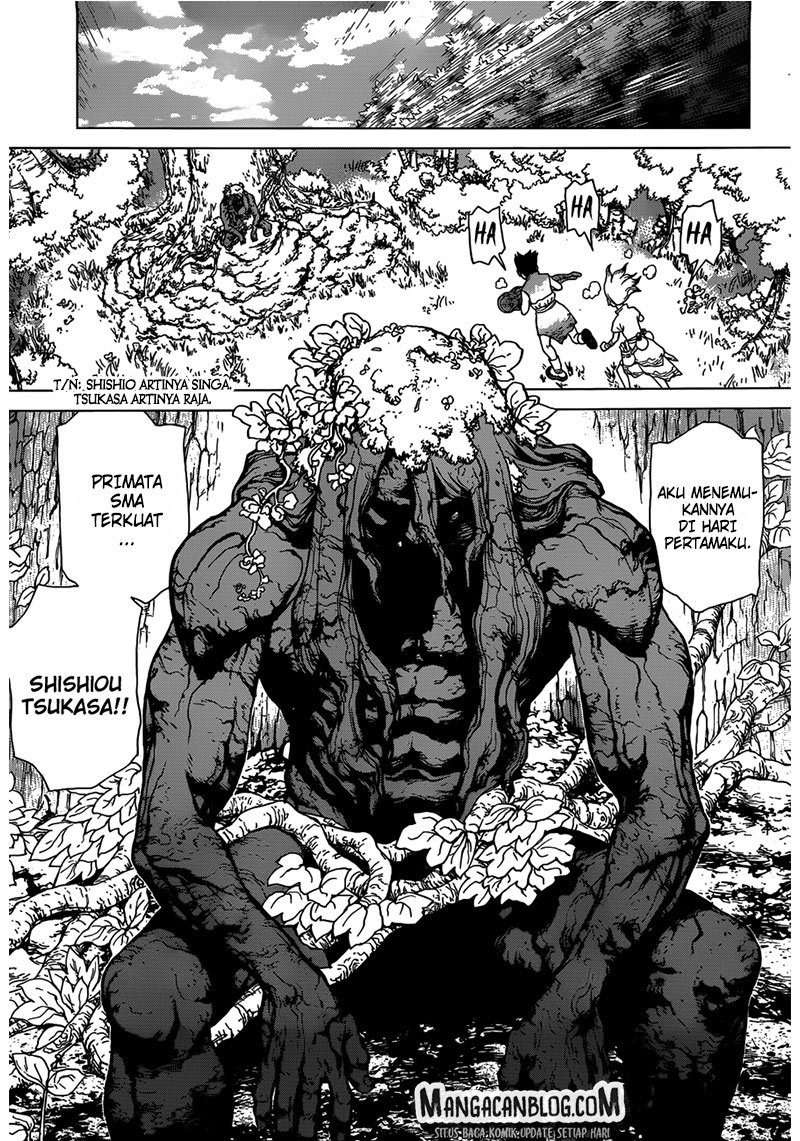 HA
HA
HA
T/N: SHISHIO ARTINYA SINGA,
TSUKASA ARTINYA RAJA.
PRIMATA
SMA
TERKUAT
...
AKU MENEMU-
KANNYA
DI HARI
PERTAMAKU.
SHISHIOU
TSUKASA!!
MANGACANBLOG.COM
SITUS BACA KOMIK UPDATE SETIAP HARI